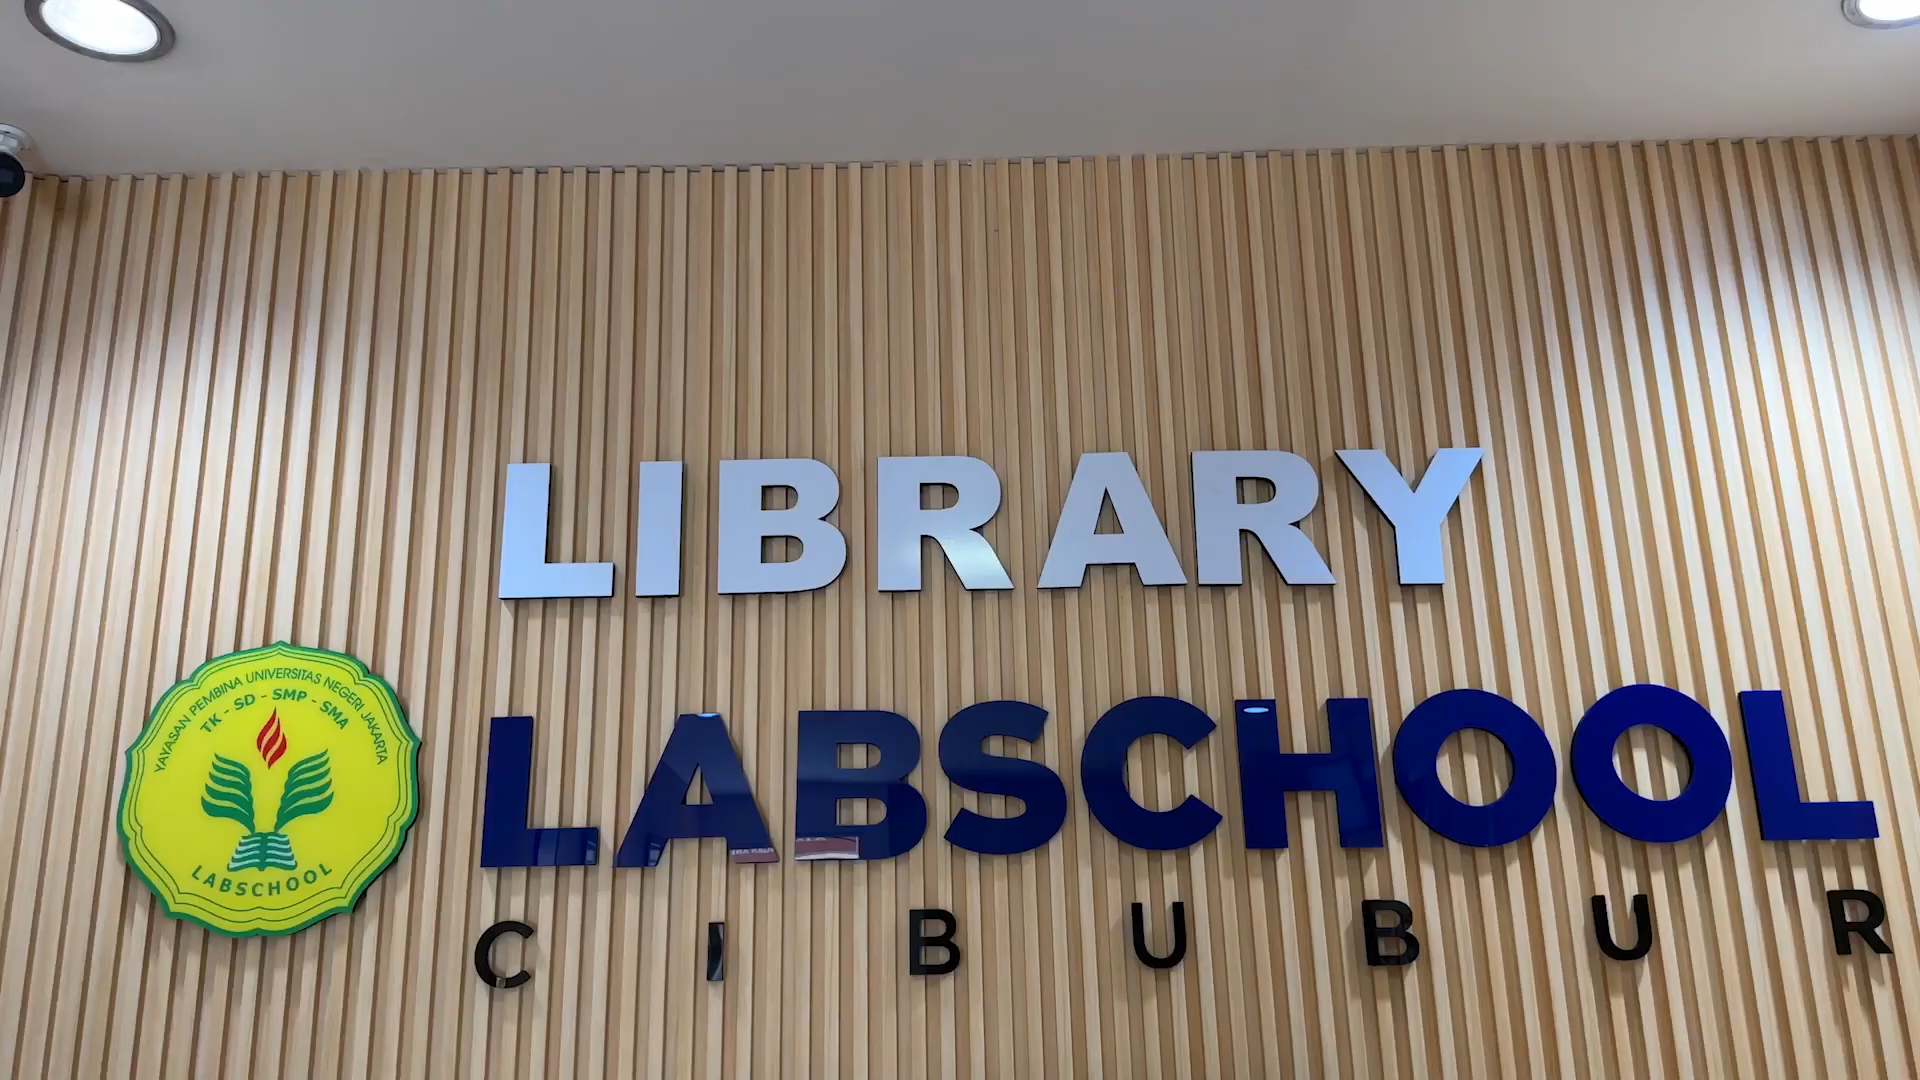 LIBRARY
YAYASAN PEMBINA UNIVERSITAS NEGERI JAKARTA
TK - SD - SMP - SMA
LABSCHOOL
LABSCHOOL
CIBUBUR